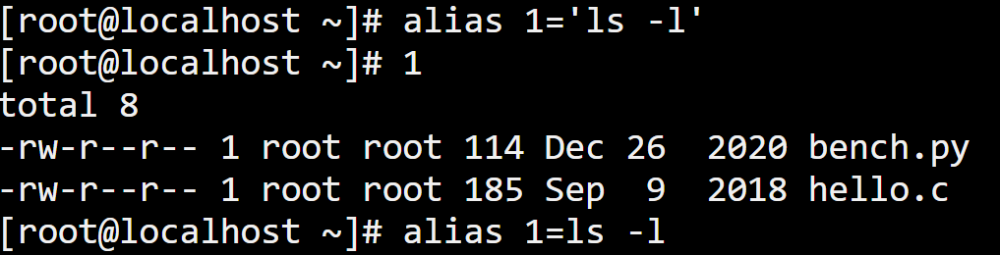 [root@localhost ~]# alias 1='ls -l'
[root@localhost ~]# 1
total 8
-rw-r--r-- 1 root root 114 Dec 26  2020 bench.py
-rw-r--r-- 1 root root 185 Sep  9  2018 hello.c
[root@localhost ~]# alias 1=ls -l